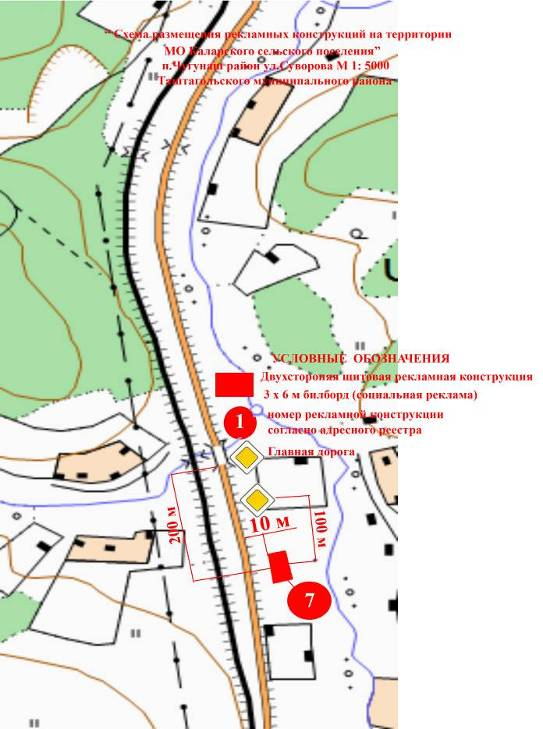 “Схема размещения рекламных конструкций на территории
МО Каларского сельского поселения”
п.Чугунаш район ул.Суворова М 1: 5000
Таштагольского муниципального района
УСЛОВНЫЕ ОБОЗНАЧЕНИЯ
Двухстороняя щитовая рекламная конструкция
3 х 6 м билборд (социальная реклама)
1
номер рекламной конструкции
согласно адресного реестра
Главная дорога
200 м
10 м
100 м
7